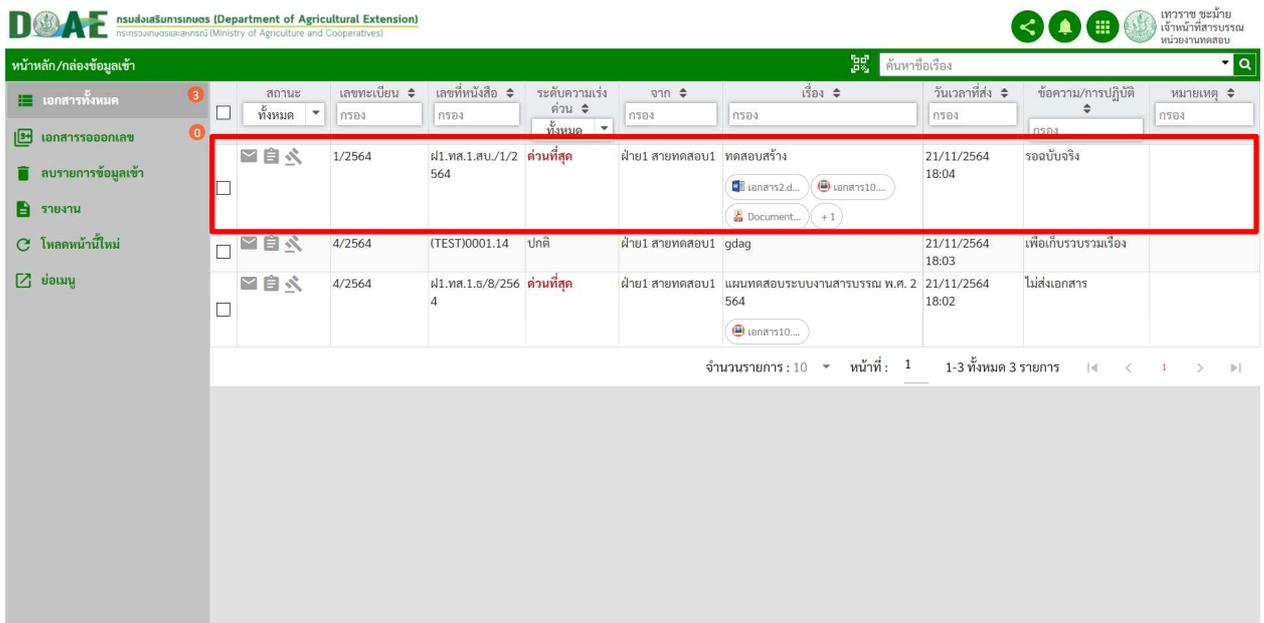 DOAE กรมส่งเสริมการเกษตร (Department of Agricultural Extension)
กระทรวงเกษตรและสหกรณ์ (Ministry of Agriculture and Cooperatives)
เทวราช ชะม้าย
เจ้าหน้าที่สารบรรณ
หน่วยงานทดสอบ
หน้าหลัก/กล่องข้อมูลเข้า
ค้นหาชื่อเรื่อง
เอกสารทั้งหมด 3
เอกสารรอออกเลข 0
ลบรายการข้อมูลเข้า
รายงาน
โหลดหน้านี้ใหม่
ย่อเมนู
สถานะ เลขทะเบียน เลขที่หนังสือ ระดับความเร่งด่วน จาก เรื่อง วันเวลาที่ส่ง ข้อความ/การปฏิบัติ หมายเหตุ
ทั้งหมด กรอง กรอง ทั้งหมด กรอง กรอง กรอง กรอง กรอง
1/2564 ฝ1.ทส.1.สบ./1/2 ด่วนที่สุด ฝ่าย1 สายทดสอบ1 ทดสอบสร้าง 21/11/2564 รอฉบับจริง
564 18:04
เอกสาร2.d... เอกสาร10....
Document... +1
4/2564 (TEST)0001.14 ปกติ ฝ่าย1 สายทดสอบ1 gdag 21/11/2564 เพื่อเก็บรวบรวมเรื่อง
18:03
4/2564 ฝ1.ทส.1.ธ/8/256 ด่วนที่สุด ฝ่าย1 สายทดสอบ1 แผนทดสอบระบบงานสารบรรณ พ.ศ. 2 21/11/2564 ไม่ส่งเอกสาร
4 564 18:02
เอกสาร10....
จำนวนรายการ : 10 หน้าที่ : 1 1-3 ทั้งหมด 3 รายการ 1